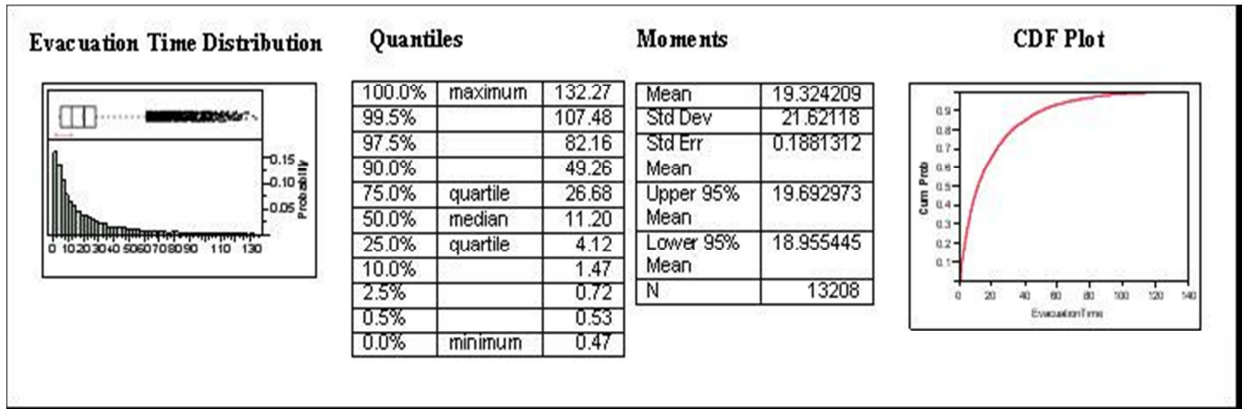 Evacuation Time Distribution
Quantiles
Moments
CDF Plot
0.15
0.10
0.05
Probability
0 10 20 30 40 50 60 70 80 90 110 130
100.0% maximum 132.27
99.5% 107.48
97.5% 82.16
90.0% 49.26
75.0% quartile 26.68
50.0% median 11.20
25.0% quartile 4.12
10.0% 1.47
2.5% 0.72
0.5% 0.53
0.0% minimum 0.47
Mean 19.324209
Std Dev 21.62118
Std Err Mean 0.1881312
Upper 95% Mean 19.692973
Lower 95% Mean 18.955445
N 13208
Cum Prob
0.9
0.8
0.7
0.6
0.5
0.4
0.3
0.2
0.1
0 20 40 60 80 100 120 140
EvacuationTime